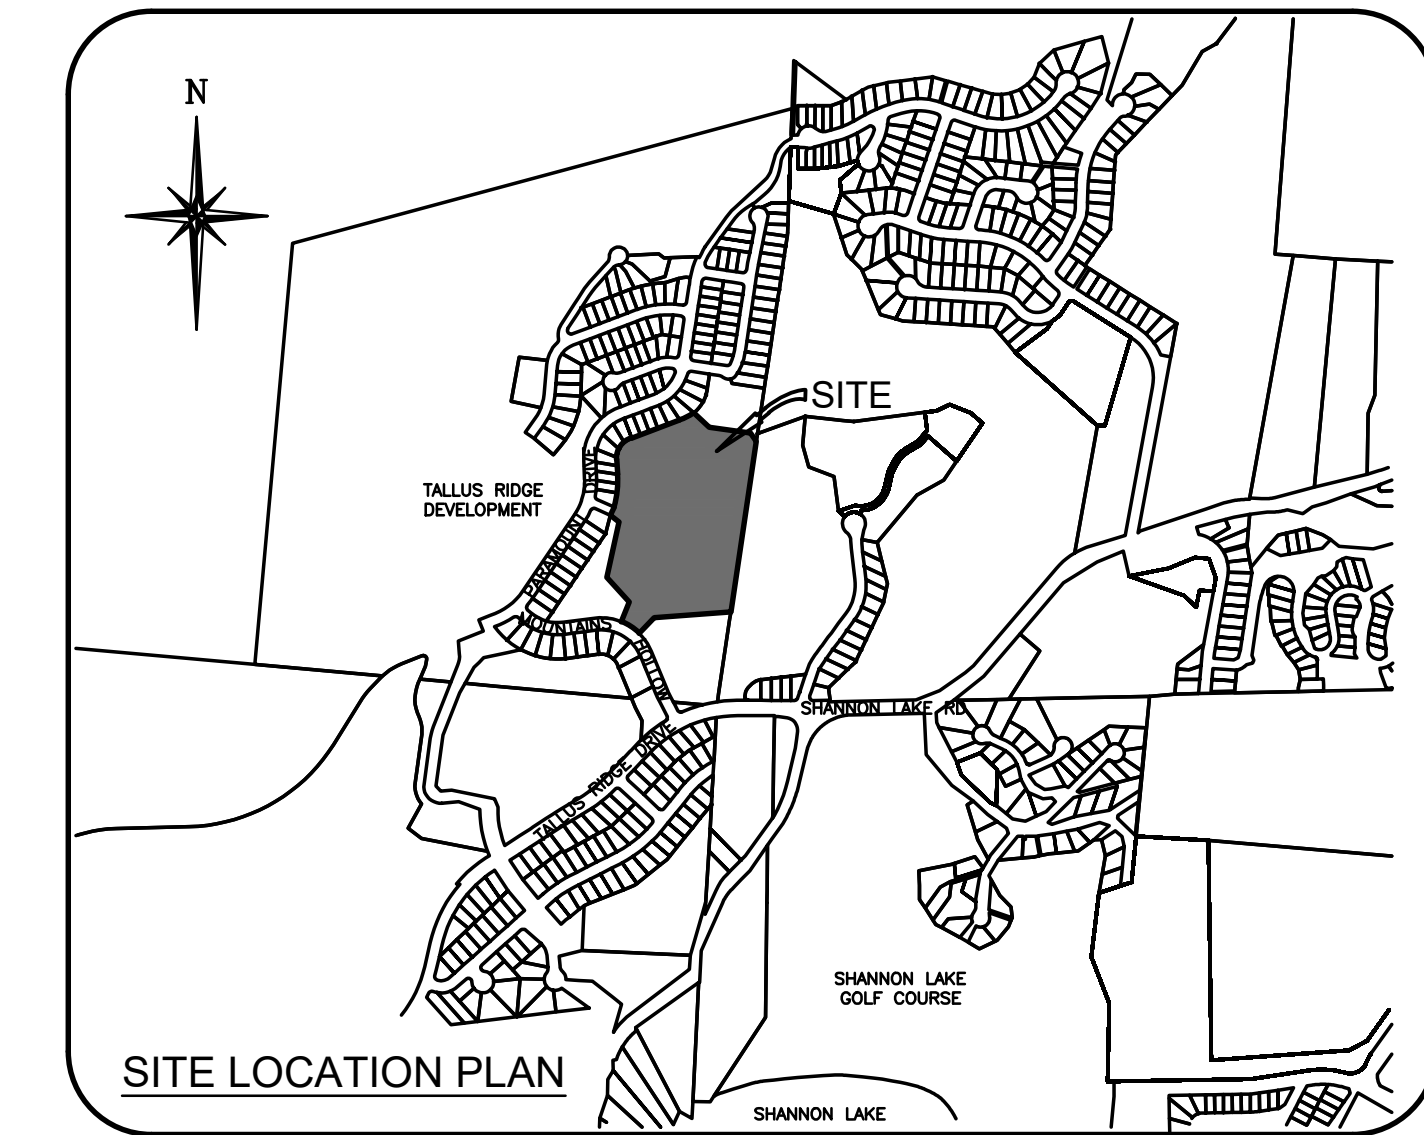 N
SITE
TALLUS RIDGE
DEVELOPMENT
PARAMOUNT DRIVE
MOUNTAINS HOLLOW
SHANNON LAKE RD
TALLUS RIDGE DRIVE
SHANNON LAKE
GOLF COURSE
SITE LOCATION PLAN
SHANNON LAKE